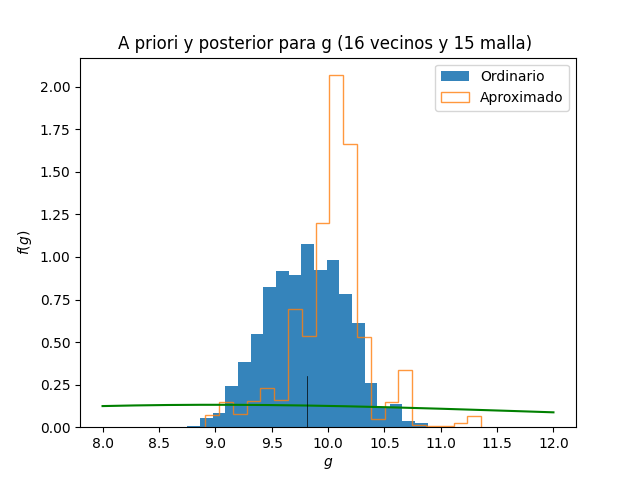 A priori y posterior para g (16 vecinos y 15 malla)
Ordinario
Aproximado
2.00
1.75
1.50
1.25
1.00
0.75
0.50
0.25
0.00
f(g)
8.0 8.5 9.0 9.5 10.0 10.5 11.0 11.5 12.0
g